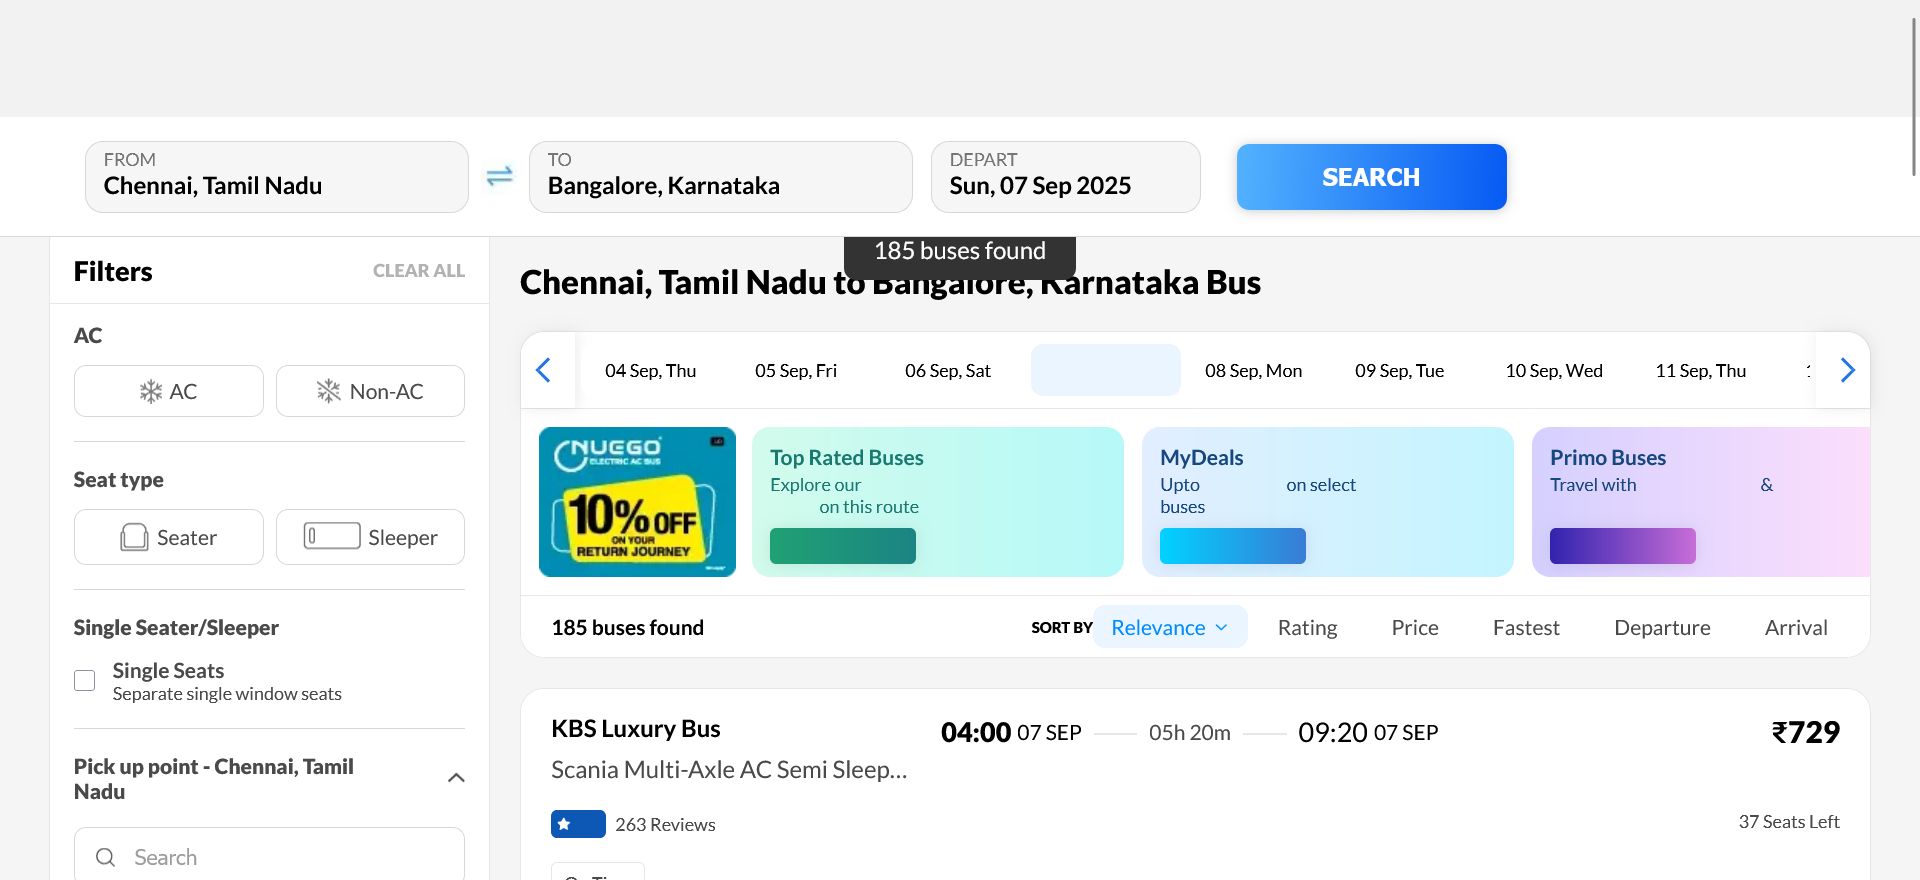 FROM
Chennai, Tamil Nadu
TO
Bangalore, Karnataka
DEPART
Sun, 07 Sep 2025
SEARCH
Filters
CLEAR ALL
AC
AC
Non-AC
Seat type
Seater
Sleeper
Single Seater/Sleeper
Single Seats
Separate single window seats
Pick up point - Chennai, Tamil
Nadu
Search
185 buses found
Chennai, Tamil Nadu to Bangalore, Karnataka Bus
04 Sep, Thu
05 Sep, Fri
06 Sep, Sat
08 Sep, Mon
09 Sep, Tue
10 Sep, Wed
11 Sep, Thu
NUEGO
ELECTRIC AC BUS
10% OFF
ON YOUR
RETURN JOURNEY
Top Rated Buses
Explore our
on this route
MyDeals
Upto on select
buses
Primo Buses
Travel with &
185 buses found
SORT BY
Relevance
Rating
Price
Fastest
Departure
Arrival
KBS Luxury Bus
04:00 07 SEP
05h 20m
09:20 07 SEP
₹729
Scania Multi-Axle AC Semi Sleep...
263 Reviews
37 Seats Left